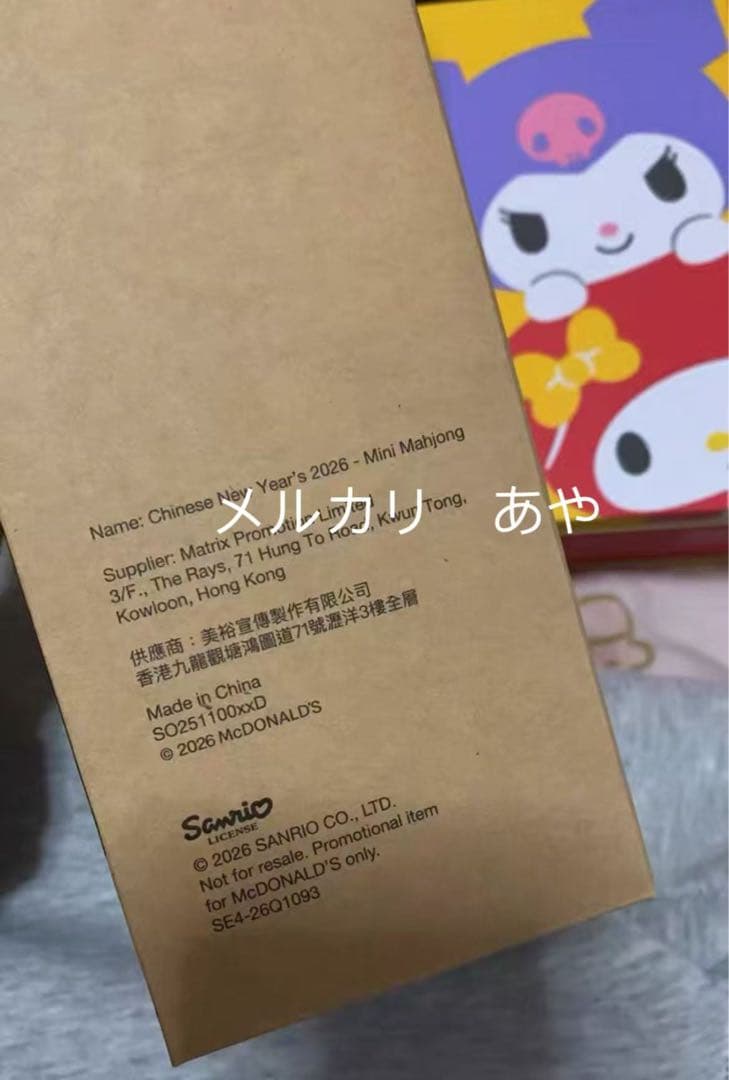 Name: Chinese New Year's 2026 - Mini Mahjong
メルカリ あや
Supplier: Matrix Promotion Limited
3/F., The Rays, 71 Hung To Road, Kwun Tong,
Kowloon, Hong Kong
供應商：美裕宣傳製作有限公司
香港九龍觀塘鴻圖道71號瀝洋3樓全層
Made in China
SO251100xxD
© 2026 McDONALD'S
Sanrio
LICENSE
© 2026 SANRIO CO., LTD.
Not for resale. Promotional item
for McDONALD'S only.
SE4-26Q1093